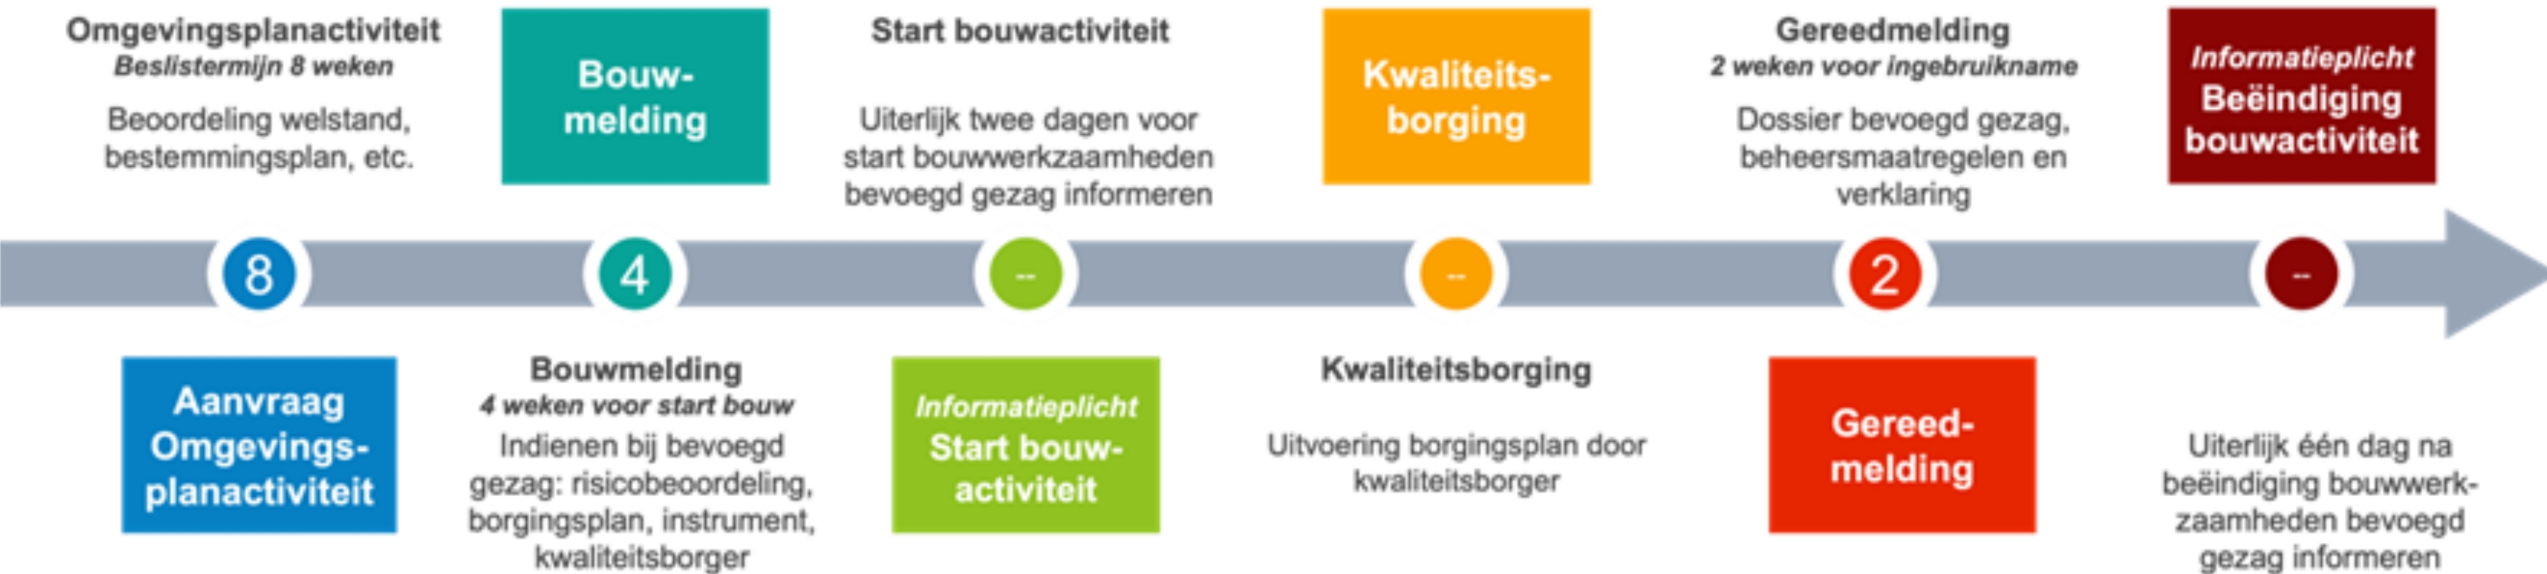 Omgevingsplanactiviteit
Beslistermijn 8 weken
Beoordeling welstand,
bestemmingsplan, etc.
8
Aanvraag
Omgevings-
planactiviteit
Bouw-
melding
4
Bouwmelding
4 weken voor start bouw
Indienen bij bevoegd
gezag: risicobeoordeling,
borgingsplan, instrument,
kwaliteitsborger
Start bouwactiviteit
Uiterlijk twee dagen voor
start bouwwerkzaamheden
bevoegd gezag informeren
--
Informatieplicht
Start bouw-
activiteit
Kwaliteits-
borging
--
Kwaliteitsborging
Uitvoering borgingsplan door
kwaliteitsborger
Gereedmelding
2 weken voor ingebruikname
Dossier bevoegd gezag,
beheersmaatregelen en
verklaring
2
Gereed-
melding
Informatieplicht
Beëindiging
bouwactiviteit
--
Uiterlijk één dag na
beëindiging bouwwerk-
zaamheden bevoegd
gezag informeren